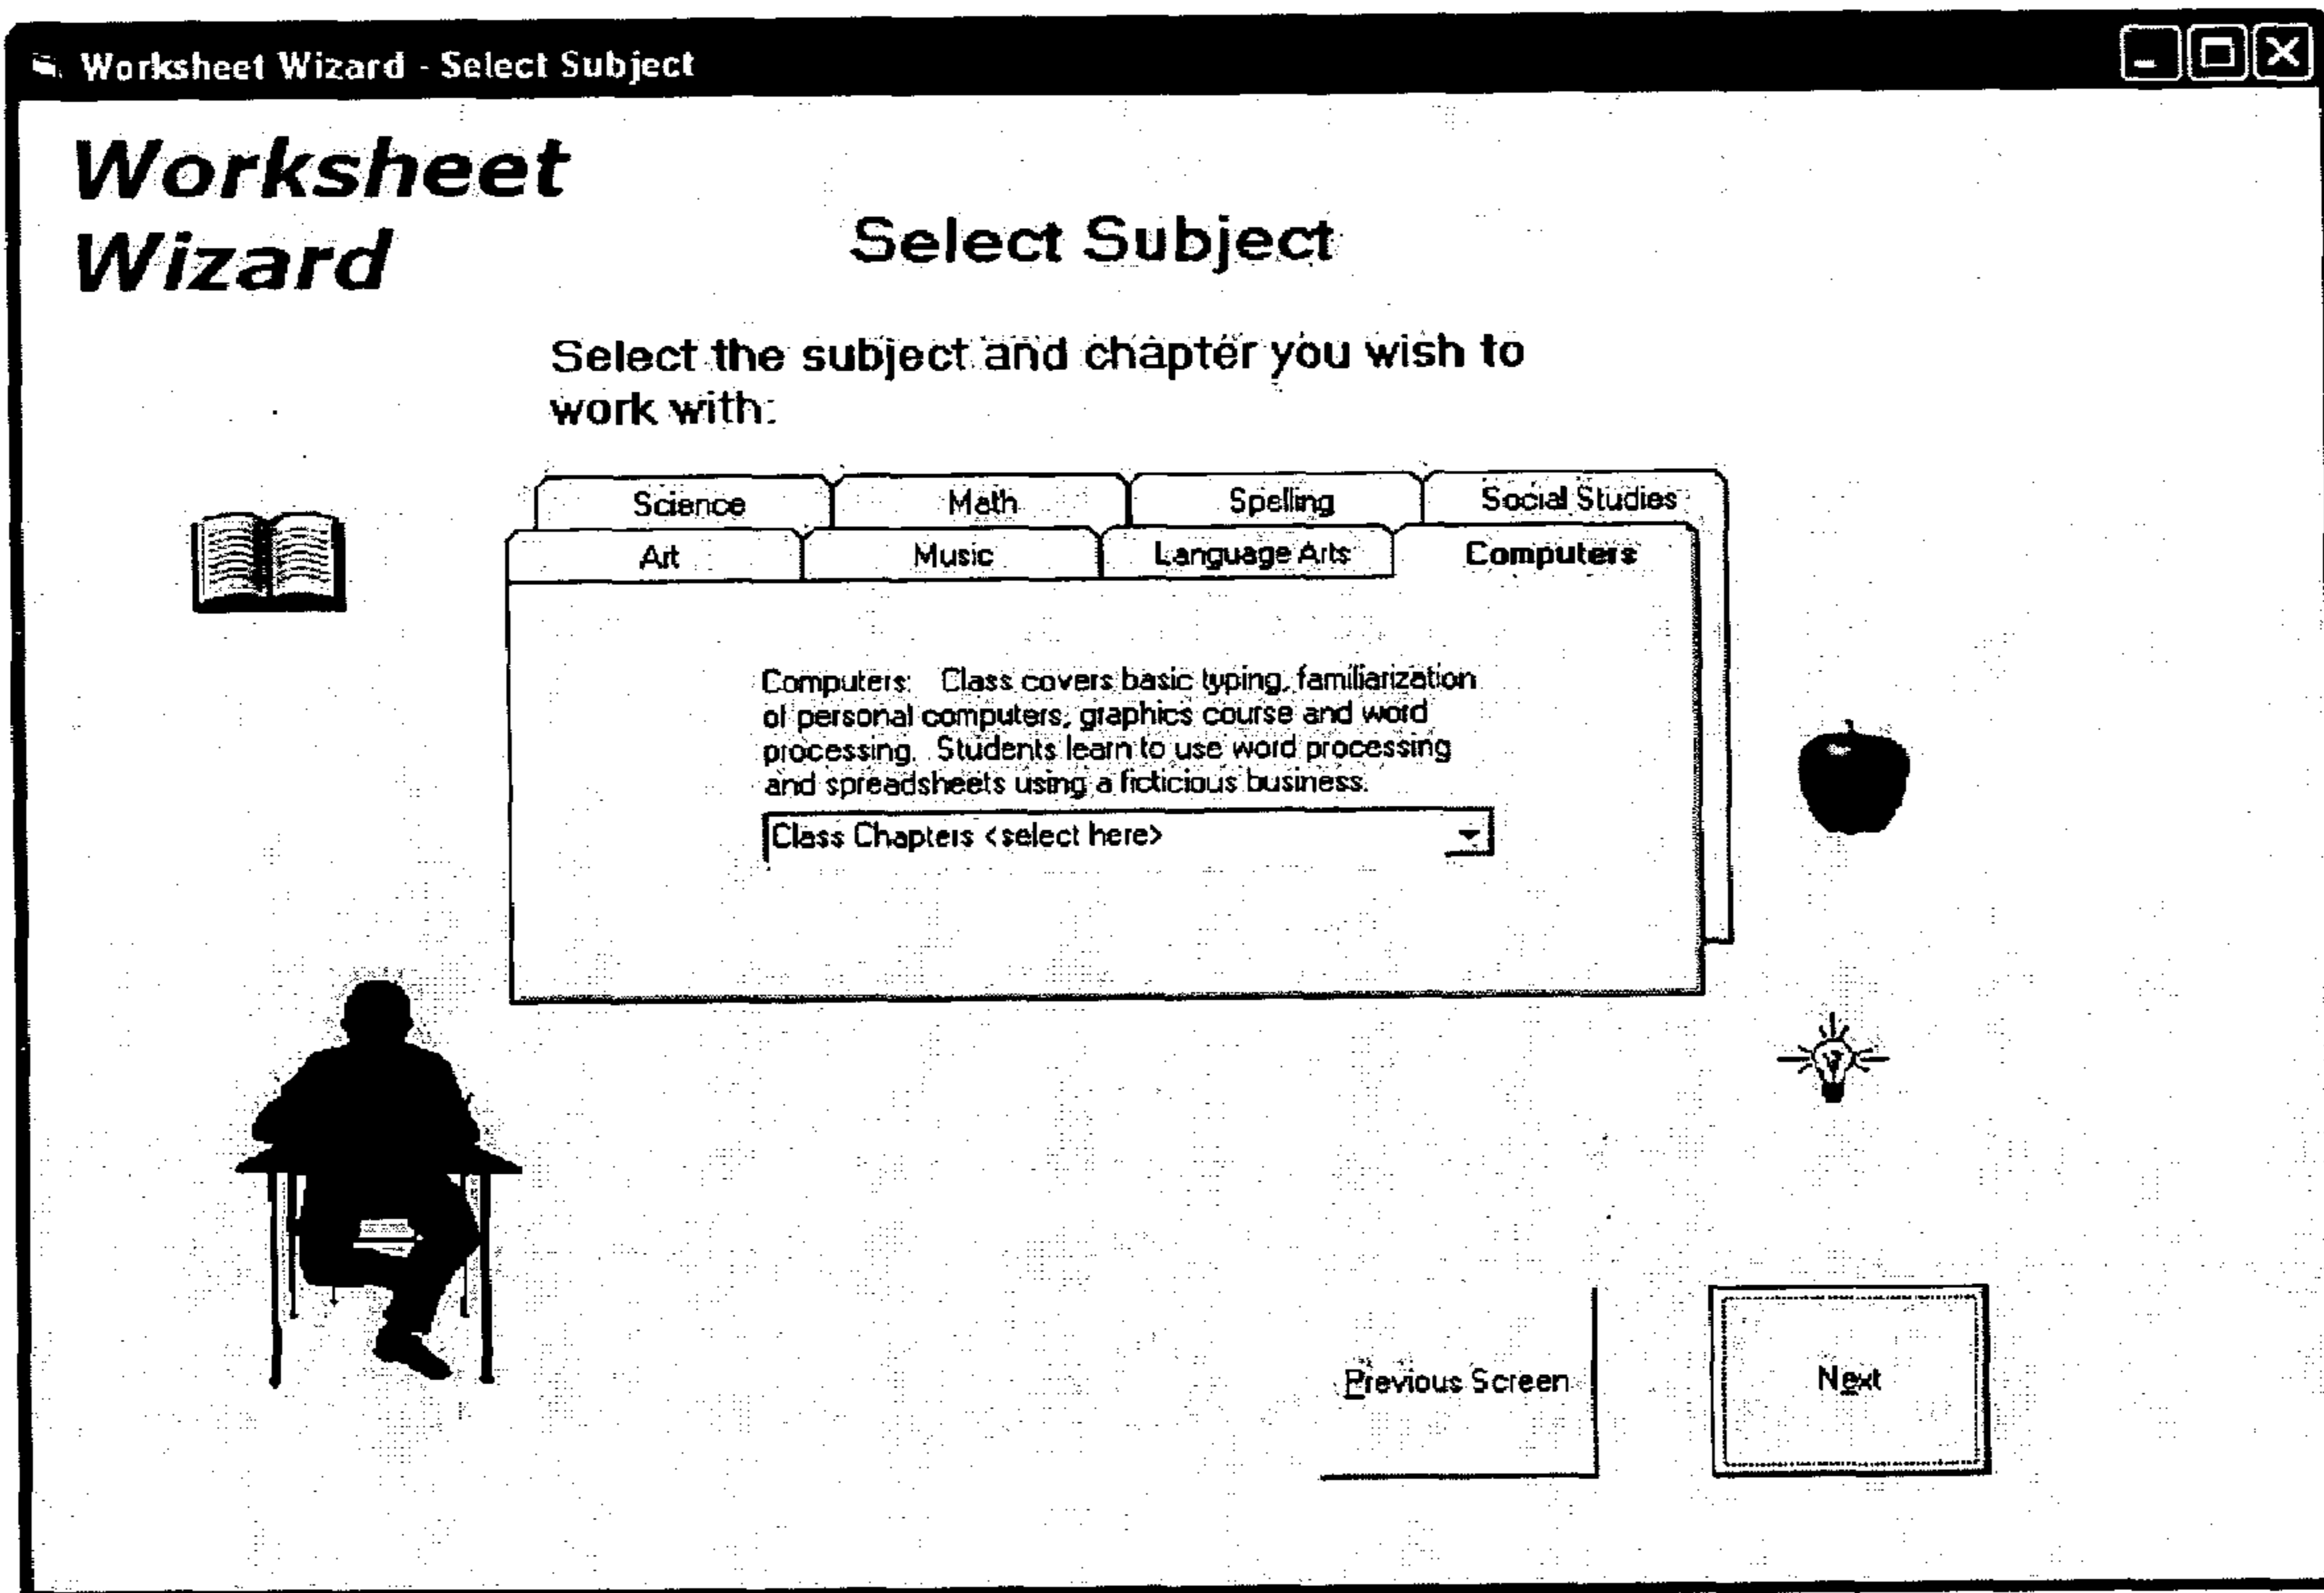 Worksheet Wizard - Select Subject
Worksheet
Wizard
Select Subject
Select the subject and chapter you wish to
work with:
Science Math Spelling Social Studies
Art Music Language Arts Computers
Computers: Class covers basic typing, familiarization
of personal computers, graphics course and word
processing. Students learn to use word processing
and spreadsheets using a ficticious business.
Class Chapters <select here>
Previous Screen Next